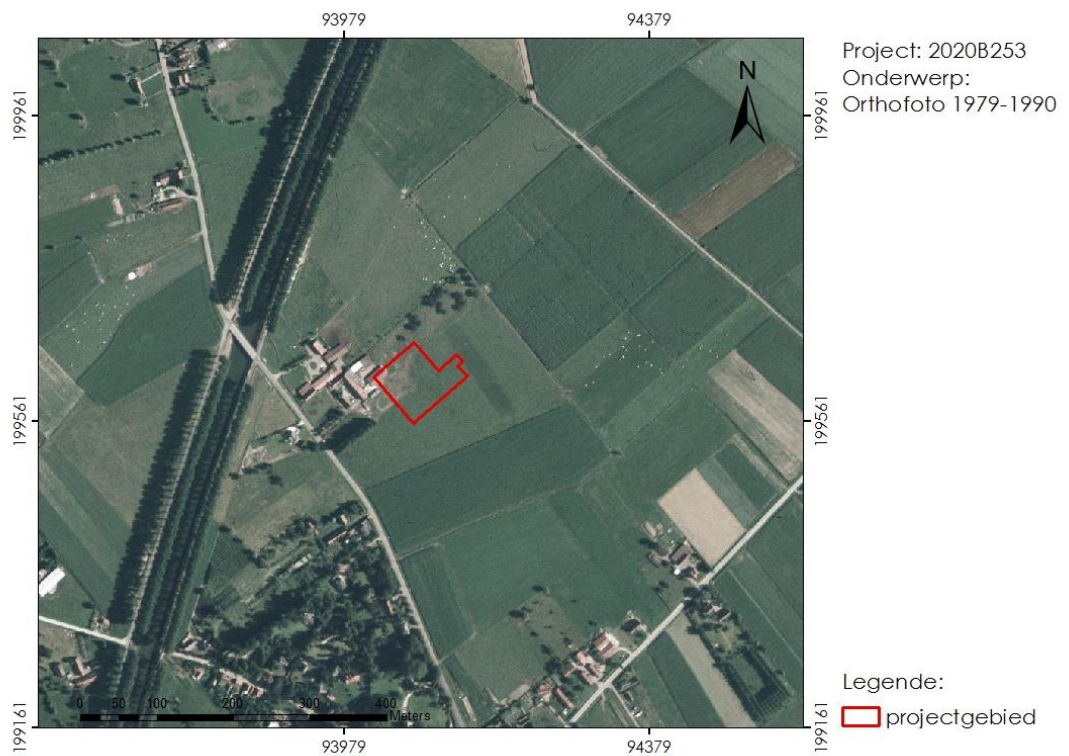 93979
94379
Project: 2020B253
Onderwerp:
Orthofoto 1979-1990
N
199961
199961
199561
199561
0
50
100
200
300
400
Meters
199161
199161
93979
94379
Legende:
projectgebied